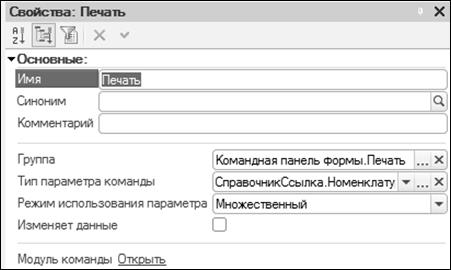 Свойства: Печать
Основные:
Имя Печать
Синоним
Комментарий
Группа Командная панель формы.Печать ... ×
Тип параметра команды СправочникСсылка.Номенклату ... ×
Режим использования параметра Множественный
Изменяет данные
Модуль команды Открыть